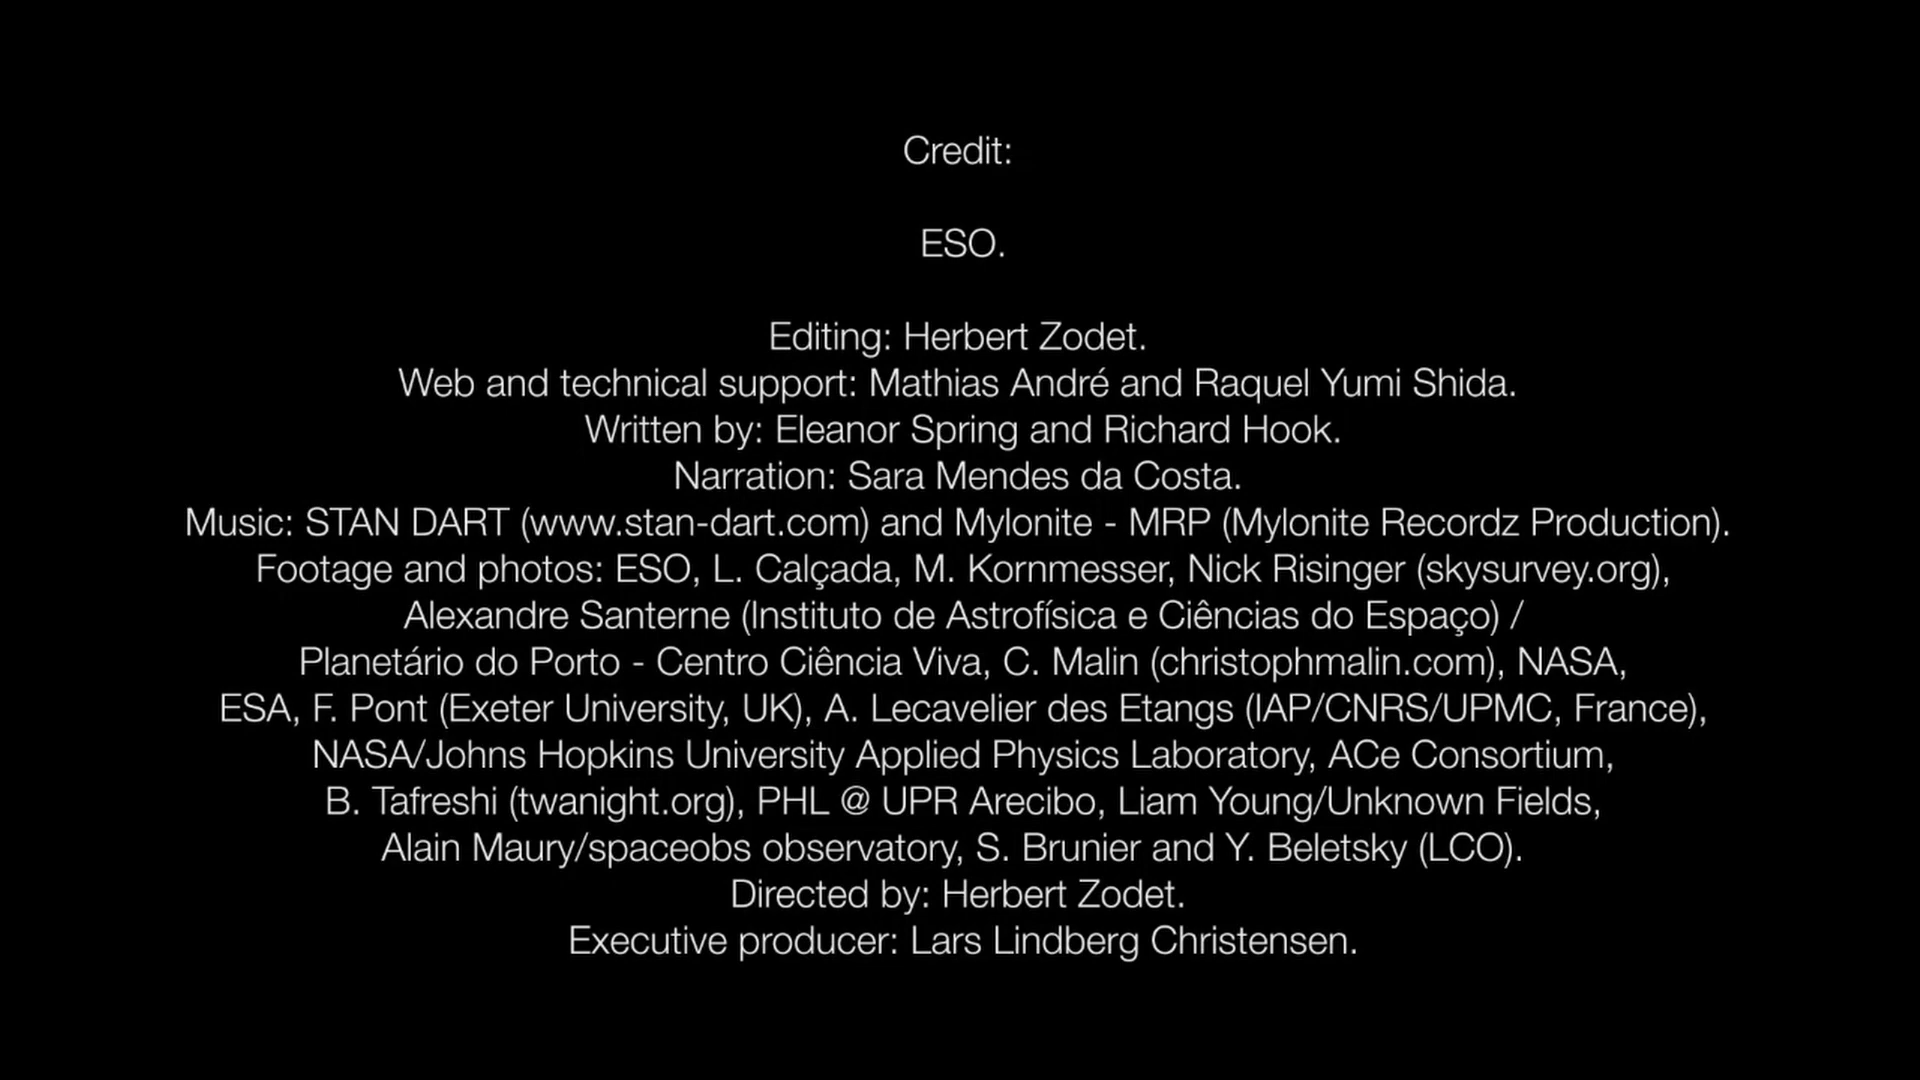 Credit:
ESO.
Editing: Herbert Zodet.
Web and technical support: Mathias André and Raquel Yumi Shida.
Written by: Eleanor Spring and Richard Hook.
Narration: Sara Mendes da Costa.
Music: STAN DART (www.stan-dart.com) and Mylonite - MRP (Mylonite Recordz Production).
Footage and photos: ESO, L. Calçada, M. Kornmesser, Nick Risinger (skysurvey.org),
Alexandre Santerne (Instituto de Astrofísica e Ciências do Espaço) /
Planetário do Porto - Centro Ciência Viva, C. Malin (christophmalin.com), NASA,
ESA, F. Pont (Exeter University, UK), A. Lecavelier des Etangs (IAP/CNRS/UPMC, France),
NASA/Johns Hopkins University Applied Physics Laboratory, ACe Consortium,
B. Tafreshi (twanight.org), PHL @ UPR Arecibo, Liam Young/Unknown Fields,
Alain Maury/spaceobs observatory, S. Brunier and Y. Beletsky (LCO).
Directed by: Herbert Zodet.
Executive producer: Lars Lindberg Christensen.